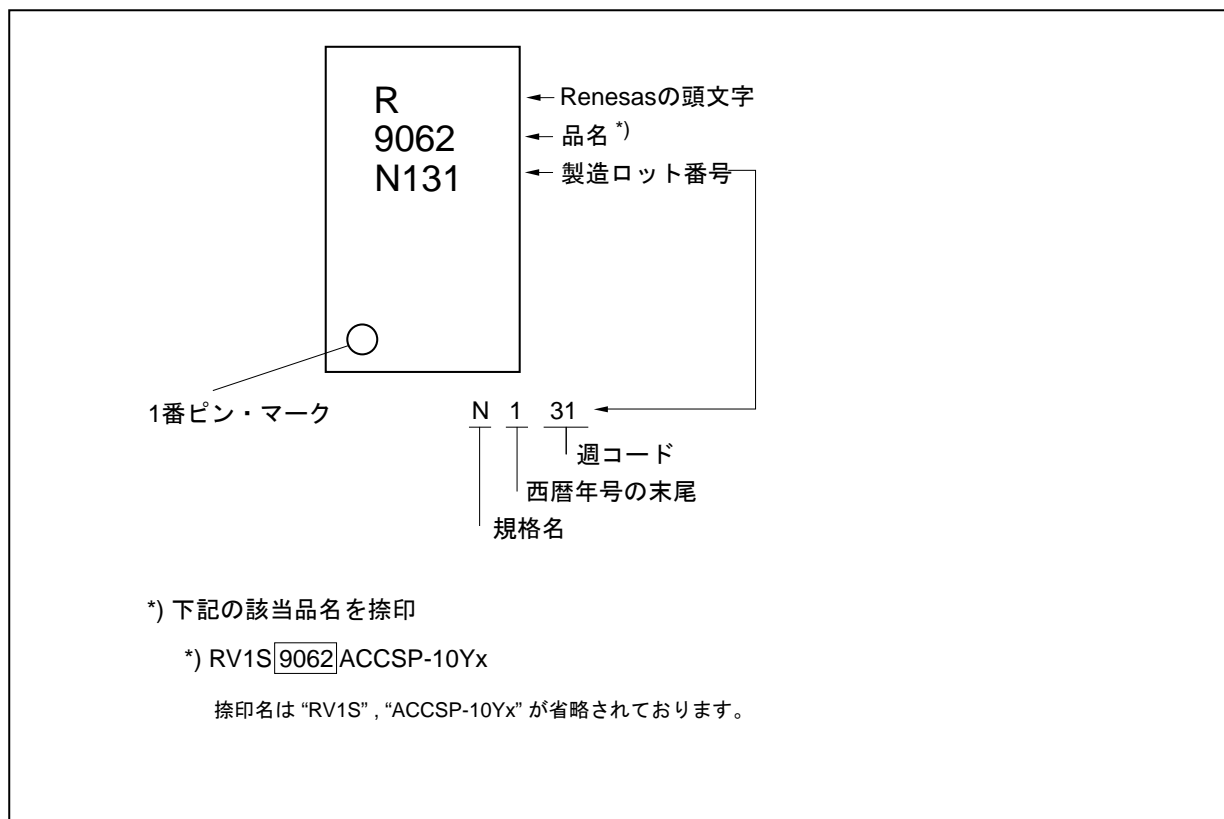 R
9062
N131
Renesasの頭文字
品名 *)
製造ロット番号
1番ピン・マーク
N 1 31
週コード
西暦年号の末尾
規格名
*) 下記の該当品名を捺印
*) RV1S9062ACCSP-10Yx
捺印名は “RV1S” , “ACCSP-10Yx” が省略されております。